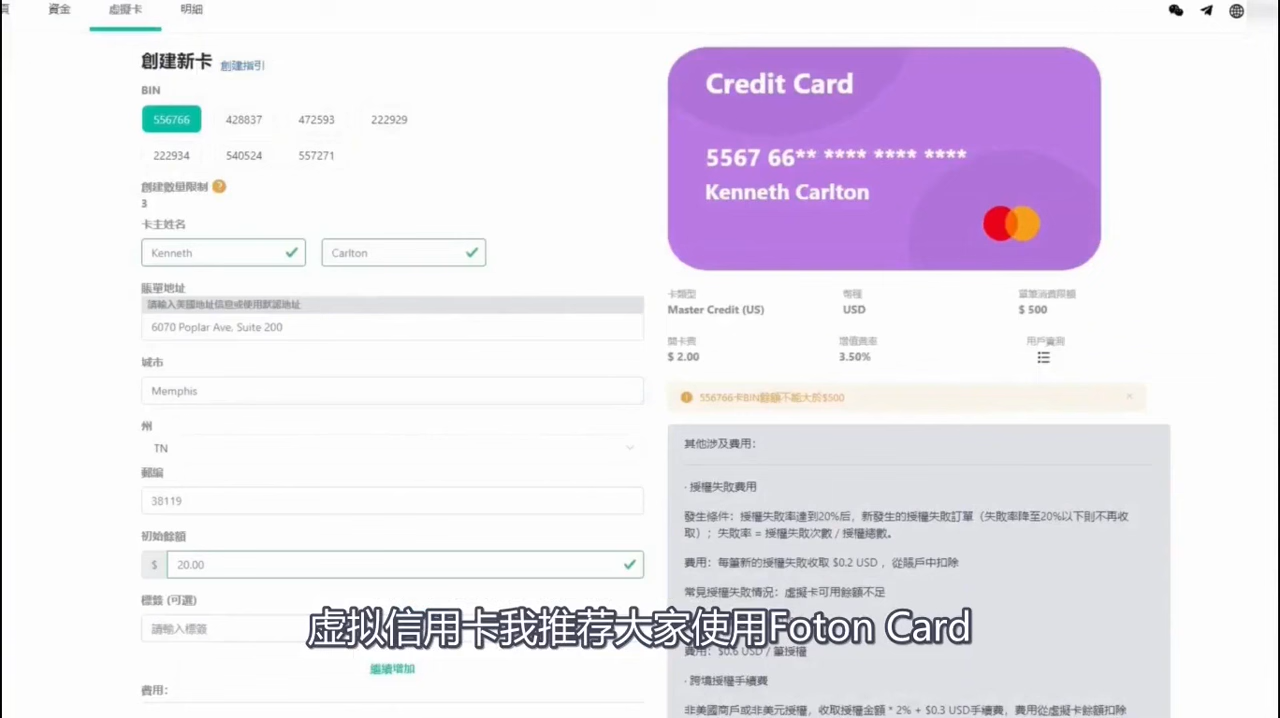 資金 虛擬卡 明細
創建新卡 創建指引
BIN
556766 428837 472593 222929
222934 540524 557271
創建數量限制 ?
3
卡主姓名
Kenneth Carlton
賬單地址
請輸入美國地址信息或使用默認地址
6070 Poplar Ave, Suite 200
城市
Memphis
州
TN
郵編
38119
初始餘額
$ 20.00
標簽 (可選)
請輸入標簽
繼續增加
費用：
Credit Card
5567 66** **** **** ****
Kenneth Carlton
卡類型 幣種 單筆消費限額
Master Credit (US) USD $ 500
開卡費 增值費率 用戶實測
$ 2.00 3.50%
556766卡BIN餘額不能大於$500
其他涉及費用：
· 授權失敗費用
發生條件：授權失敗率達到20%后，新發生的授權失敗訂單（失敗率降至20%以下則不再收
取）；失敗率 = 授權失敗次數 / 授權總數。
費用：每筆新的授權失敗收取 $0.2 USD ，從賬戶中扣除
常見授權失敗情況：虛擬卡可用餘額不足
虚拟信用卡我推荐大家使用Foton Card
費用：$0.6 USD / 筆授權
· 跨境授權手續費
非美國商戶或非美元授權，收取授權金額 * 2% + $0.3 USD手續費，費用從虛擬卡餘額扣除